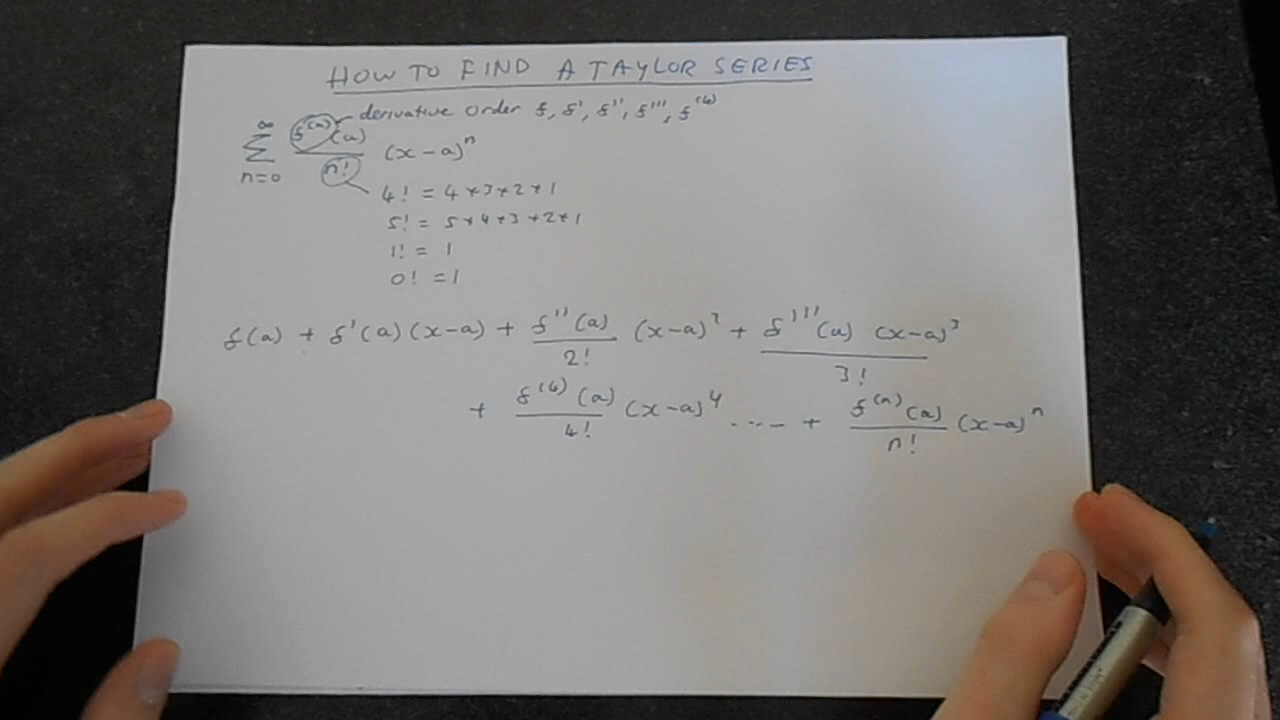 HOW TO FIND A TAYLOR SERIES
derivative order f, f', f'', f''', f^(4)
∞ Σ n=0 f^(n)(a)/n! (x-a)^n
4! = 4*3*2*1
5! = 5*4*3*2*1
1! = 1
0! = 1
f(a) + f'(a)(x-a) + f''(a)/2! (x-a)^2 + f'''(a)(x-a)^3/3!
+ f^(4)(a)/4! (x-a)^4 .... + f^(n)(a)/n! (x-a)^n